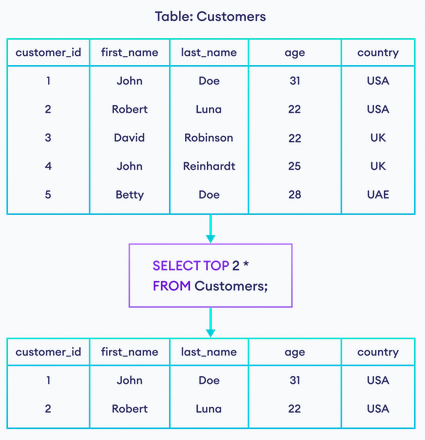 Table: Customers
customer_id first_name last_name age country
1 John Doe 31 USA
2 Robert Luna 22 USA
3 David Robinson 22 UK
4 John Reinhardt 25 UK
5 Betty Doe 28 UAE
SELECT TOP 2 *
FROM Customers;
customer_id first_name last_name age country
1 John Doe 31 USA
2 Robert Luna 22 USA